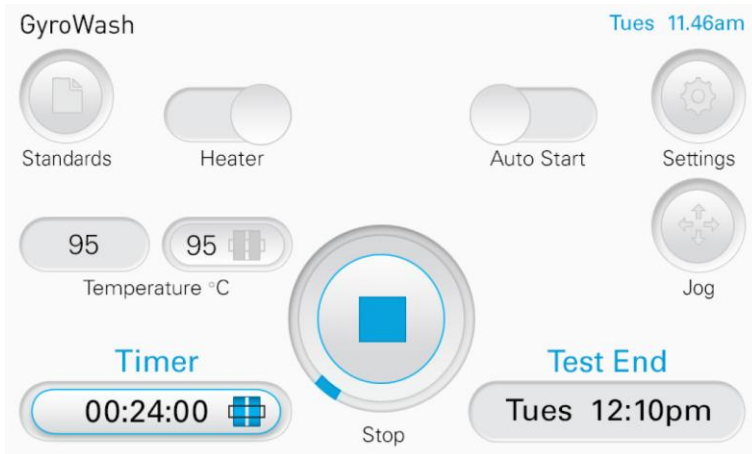 GyroWash
Tues 11.46am
Standards
Heater
Auto Start
Settings
95
95
Temperature °C
Jog
Timer
Test End
00:24:00
Tues 12:10pm
Stop